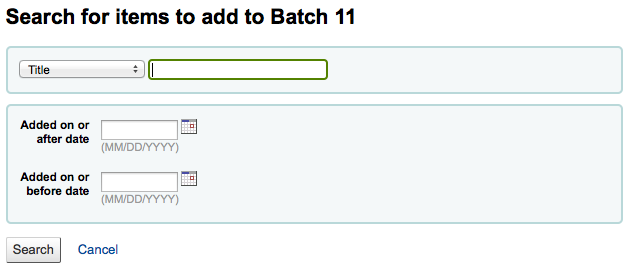 Search for items to add to Batch 11
Title
Added on or
after date
(MM/DD/YYYY)
Added on or
before date
(MM/DD/YYYY)
Search Cancel